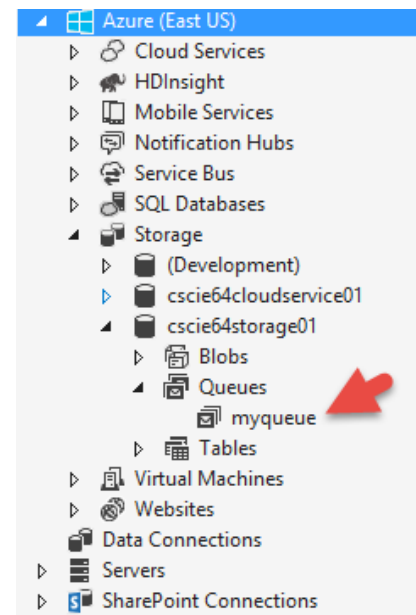 Azure (East US)
Cloud Services
HDInsight
Mobile Services
Notification Hubs
Service Bus
SQL Databases
Storage
(Development)
cscie64cloudservice01
cscie64storage01
Blobs
Queues
myqueue
Tables
Virtual Machines
Websites
Data Connections
Servers
SharePoint Connections